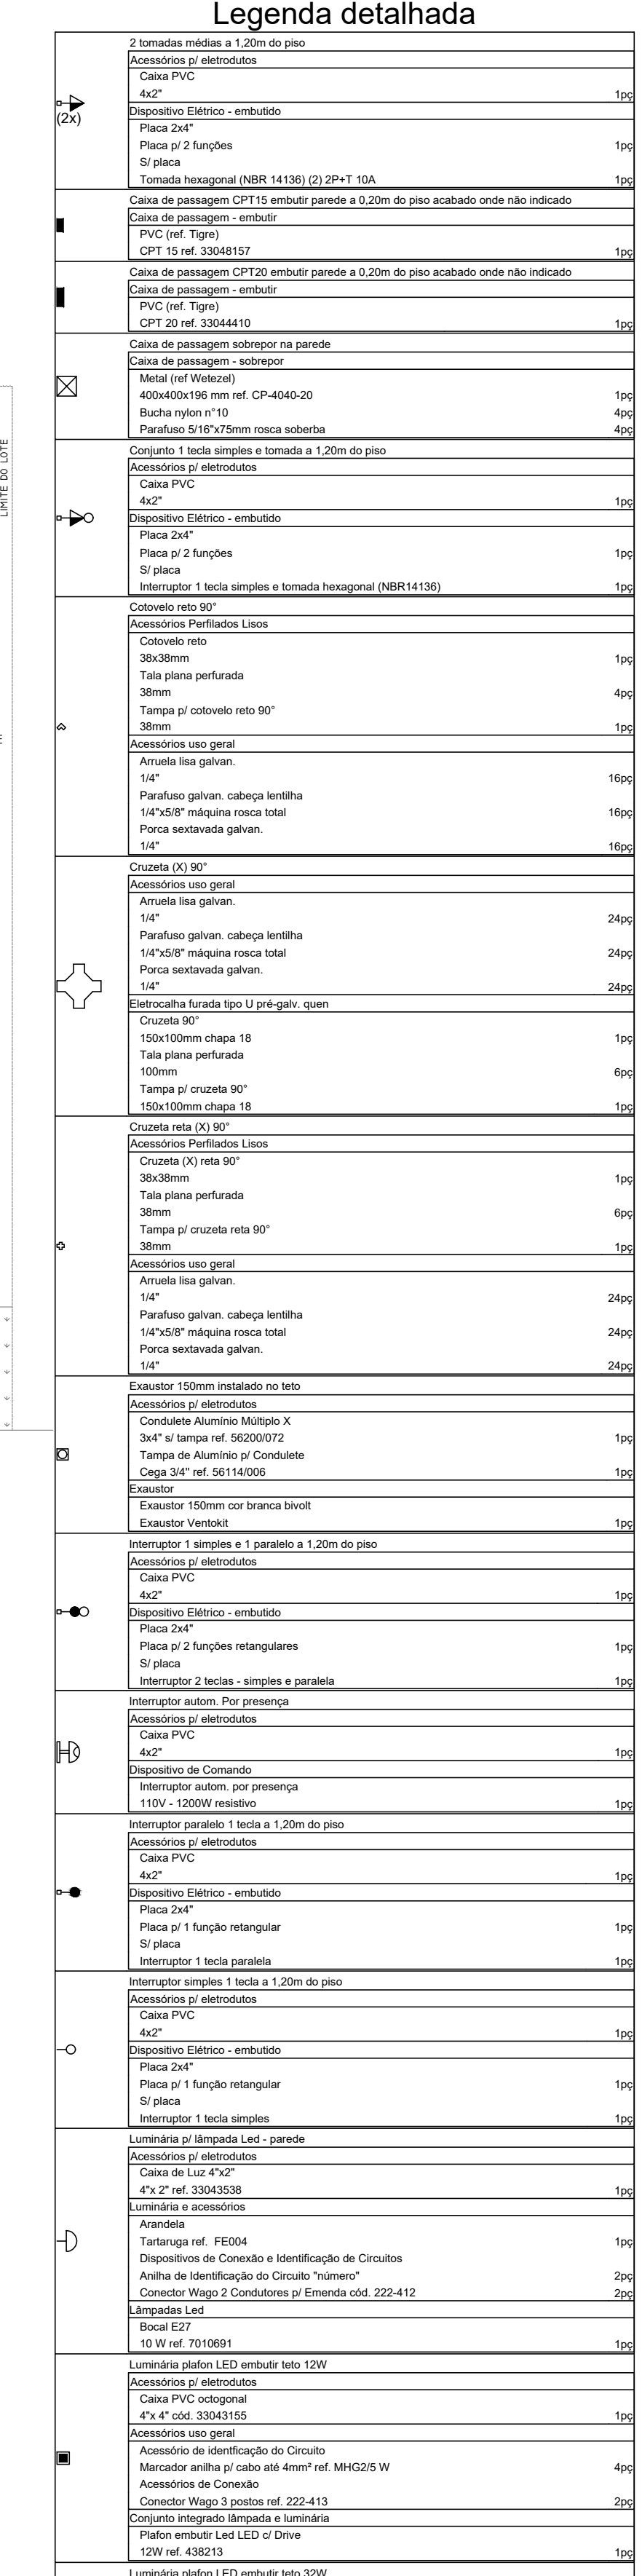 Legenda detalhada
LIMITE DO LOTE
2 tomadas médias a 1,20m do piso
Acessórios p/ eletrodutos
Caixa PVC
4x2" 1pç
(2x)
Dispositivo Elétrico - embutido
Placa 2x4"
Placa p/ 2 funções 1pç
S/ placa
Tomada hexagonal (NBR 14136) (2) 2P+T 10A 1pç
Caixa de passagem CPT15 embutir parede a 0,20m do piso acabado onde não indicado
Caixa de passagem - embutir
PVC (ref. Tigre)
CPT 15 ref. 33048157 1pç
Caixa de passagem CPT20 embutir parede a 0,20m do piso acabado onde não indicado
Caixa de passagem - embutir
PVC (ref. Tigre)
CPT 20 ref. 33044410 1pç
Caixa de passagem sobrepor na parede
Caixa de passagem - sobrepor
Metal (ref Wetezel)
400x400x196 mm ref. CP-4040-20 1pç
Bucha nylon n°10 4pç
Parafuso 5/16"x75mm rosca soberba 4pç
Conjunto 1 tecla simples e tomada a 1,20m do piso
Acessórios p/ eletrodutos
Caixa PVC
4x2" 1pç
Dispositivo Elétrico - embutido
Placa 2x4"
Placa p/ 2 funções 1pç
S/ placa
Interruptor 1 tecla simples e tomada hexagonal (NBR14136) 1pç
Cotovelo reto 90°
Acessórios Perfilados Lisos
Cotovelo reto
38x38mm 1pç
Tala plana perfurada
38mm 4pç
Tampa p/ cotovelo reto 90°
38mm 1pç
Acessórios uso geral
Arruela lisa galvan.
1/4" 16pç
Parafuso galvan. cabeça lentilha
1/4"x5/8" máquina rosca total 16pç
Porca sextavada galvan.
1/4" 16pç
Cruzeta (X) 90°
Acessórios uso geral
Arruela lisa galvan.
1/4" 24pç
Parafuso galvan. cabeça lentilha
1/4"x5/8" máquina rosca total 24pç
Porca sextavada galvan.
1/4" 24pç
Eletrocalha furada tipo U pré-galv. quen
Cruzeta 90°
150x100mm chapa 18 1pç
Tala plana perfurada
100mm 6pç
Tampa p/ cruzeta 90°
150x100mm chapa 18 1pç
Cruzeta reta (X) 90°
Acessórios Perfilados Lisos
Cruzeta (X) reta 90°
38x38mm 1pç
Tala plana perfurada
38mm 6pç
Tampa p/ cruzeta reta 90°
38mm 1pç
Acessórios uso geral
Arruela lisa galvan.
1/4" 24pç
Parafuso galvan. cabeça lentilha
1/4"x5/8" máquina rosca total 24pç
Porca sextavada galvan.
1/4" 24pç
Exaustor 150mm instalado no teto
Acessórios p/ eletrodutos
Condulete Alumínio Múltiplo X
3x4" s/ tampa ref. 56200/072 1pç
Tampa de Alumínio p/ Condulete
Cega 3/4" ref. 56114/006 1pç
Exaustor
Exaustor 150mm cor branca bivolt
Exaustor Ventokit 1pç
Interruptor 1 simples e 1 paralelo a 1,20m do piso
Acessórios p/ eletrodutos
Caixa PVC
4x2" 1pç
Dispositivo Elétrico - embutido
Placa 2x4"
Placa p/ 2 funções retangulares 1pç
S/ placa
Interruptor 2 teclas - simples e paralela 1pç
Interruptor autom. Por presença
Acessórios p/ eletrodutos
Caixa PVC
4x2" 1pç
Dispositivo de Comando
Interruptor autom. por presença
110V - 1200W resistivo 1pç
Interruptor paralelo 1 tecla a 1,20m do piso
Acessórios p/ eletrodutos
Caixa PVC
4x2" 1pç
Dispositivo Elétrico - embutido
Placa 2x4"
Placa p/ 1 função retangular 1pç
S/ placa
Interruptor 1 tecla paralela 1pç
Interruptor simples 1 tecla a 1,20m do piso
Acessórios p/ eletrodutos
Caixa PVC
4x2" 1pç
Dispositivo Elétrico - embutido
Placa 2x4"
Placa p/ 1 função retangular 1pç
S/ placa
Interruptor 1 tecla simples 1pç
Luminária p/ lâmpada Led - parede
Acessórios p/ eletrodutos
Caixa de Luz 4"x2"
4"x 2" ref. 33043538 1pç
Luminária e acessórios
Arandela
Tartaruga ref. FE004 1pç
Dispositivos de Conexão e Identificação de Circuitos
Anilha de Identificação do Circuito "número" 2pç
Conector Wago 2 Condutores p/ Emenda cód. 222-412 2pç
Lâmpadas Led
Bocal E27
10 W ref. 7010691 1pç
Luminária plafon LED embutir teto 12W
Acessórios p/ eletrodutos
Caixa PVC octogonal
4"x 4" cód. 33043155 1pç
Acessórios uso geral
Acessório de identficação do Circuito
Marcador anilha p/ cabo até 4mm² ref. MHG2/5 W 4pç
Acessórios de Conexão
Conector Wago 3 postos ref. 222-413 2pç
Conjunto integrado lâmpada e luminária
Plafon embutir Led LED c/ Drive
12W ref. 438213 1pç
Luminária plafon LED embutir teto 32W